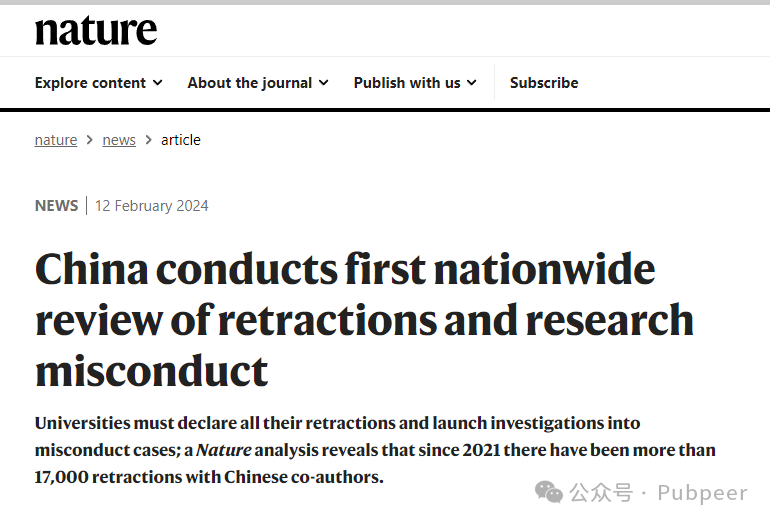 nature
Explore content About the journal Publish with us Subscribe
nature > news > article
NEWS | 12 February 2024
China conducts first nationwide
review of retractions and research
misconduct
Universities must declare all their retractions and launch investigations into
misconduct cases; a Nature analysis reveals that since 2021 there have been more than
17,000 retractions with Chinese co-authors.
公众号 · Pubpeer